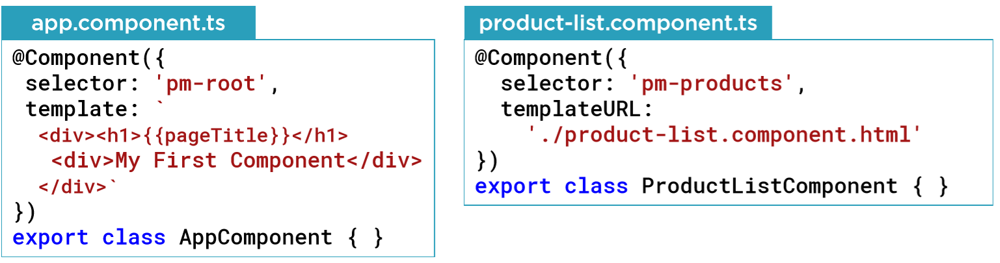 app.component.ts
@Component({
 selector: 'pm-root',
 template: `
  <div><h1>{{pageTitle}}</h1>
   <div>My First Component</div>
  </div>`
})
export class AppComponent { }
product-list.component.ts
@Component({
  selector: 'pm-products',
  templateURL:
    './product-list.component.html'
})
export class ProductListComponent { }